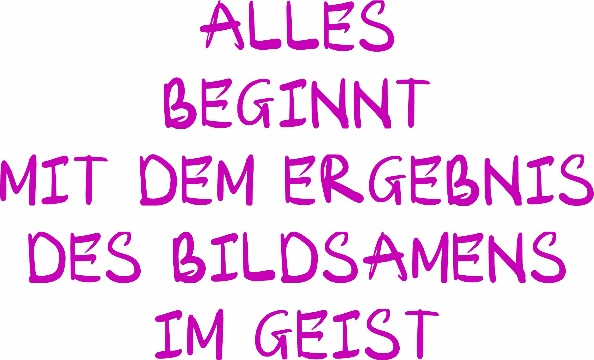 ALLES
BEGINNT
MIT DEM ERGEBNIS
DES BILDSAMENS
IM GEIST